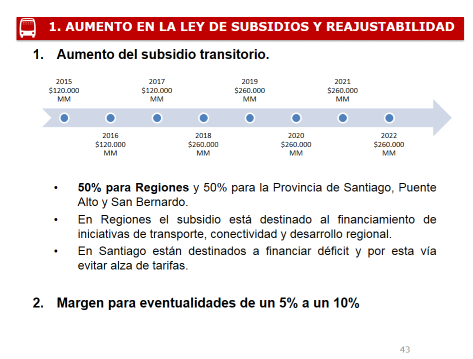 1. AUMENTO EN LA LEY DE SUBSIDIOS Y REAJUSTABILIDAD
1. Aumento del subsidio transitorio.
2015 2017 2019 2021
$120.000 $120.000 $260.000 $260.000
MM MM MM MM
2016 2018 2020 2022
$120.000 $260.000 $260.000 $260.000
MM MM MM MM
• 50% para Regiones y 50% para la Provincia de Santiago, Puente
Alto y San Bernardo.
• En Regiones el subsidio está destinado al financiamiento de
iniciativas de transporte, conectividad y desarrollo regional.
• En Santiago están destinados a financiar déficit y por esta vía
evitar alza de tarifas.
2. Margen para eventualidades de un 5% a un 10%
43